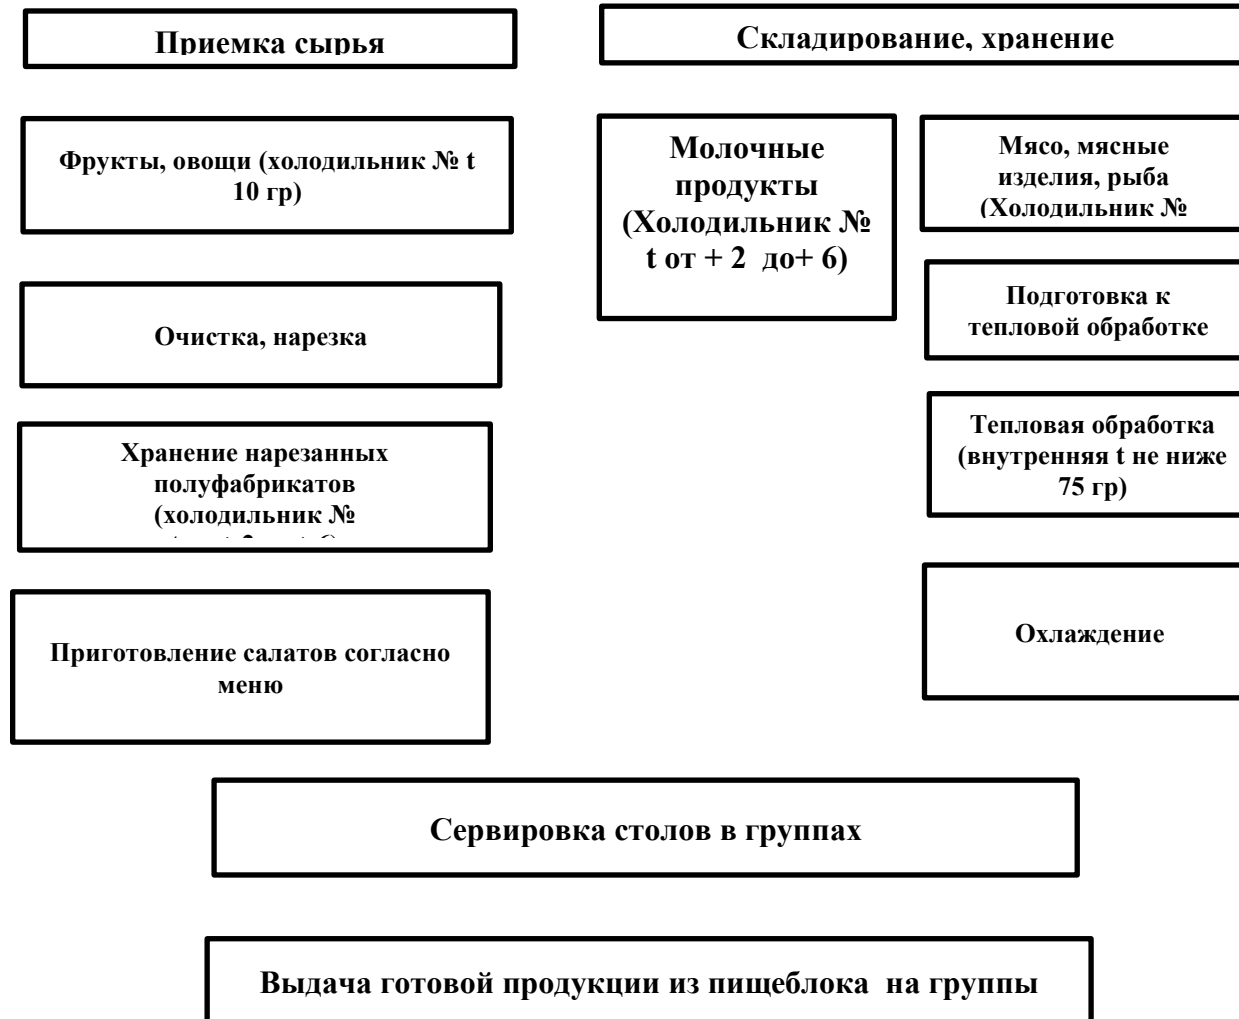 Приемка сырья
Складирование, хранение
Фрукты, овощи (холодильник № t
10 гр)
Молочные
продукты
(Холодильник №
t от + 2 до+ 6)
Мясо, мясные
изделия, рыба
(Холодильник №
Подготовка к
тепловой обработке
Очистка, нарезка
Тепловая обработка
(внутренняя t не ниже
75 гр)
Хранение нарезанных
полуфабрикатов
(холодильник №
Охлаждение
Приготовление салатов согласно
меню
Сервировка столов в группах
Выдача готовой продукции из пищеблока на группы